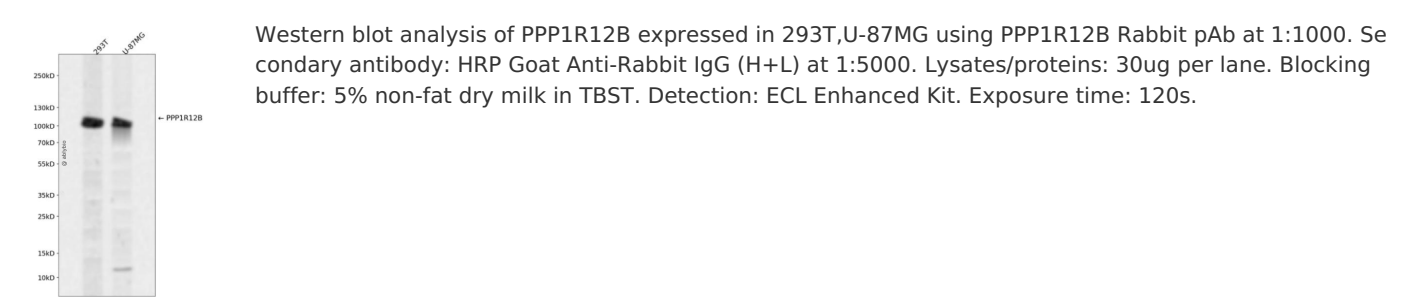 293T
U-87MG
250kD
130kD
100kD
70kD
55kD
35kD
25kD
15kD
10kD
← PPP1R12B
Western blot analysis of PPP1R12B expressed in 293T,U-87MG using PPP1R12B Rabbit pAb at 1:1000. Se
condary antibody: HRP Goat Anti-Rabbit IgG (H+L) at 1:5000. Lysates/proteins: 30ug per lane. Blocking
buffer: 5% non-fat dry milk in TBST. Detection: ECL Enhanced Kit. Exposure time: 120s.